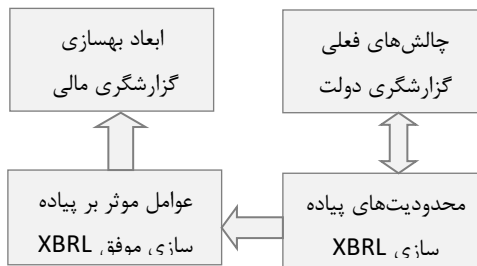 چالش‌های فعلی
گزارشگری دولت
ابعاد بهسازی
گزارشگری مالی
محدودیت‌های پیاده
سازی XBRL
عوامل موثر بر پیاده
سازی موفق XBRL